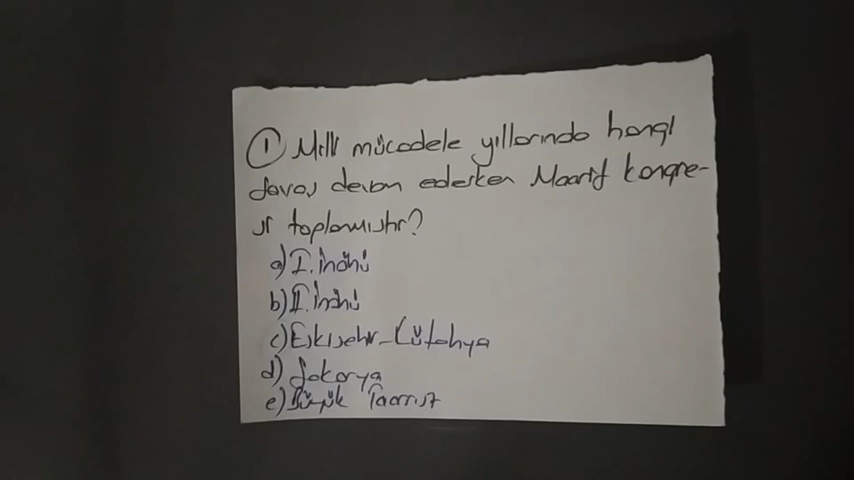 ① Milli mücadele yıllarında hangi
savaş devam ederken Maarif kongre-
si toplanmıştır?
a) I. İnönü
b) II. İnönü
c) Eskişehir-Kütahya
d) Sakarya
e) Büyük Taarruz